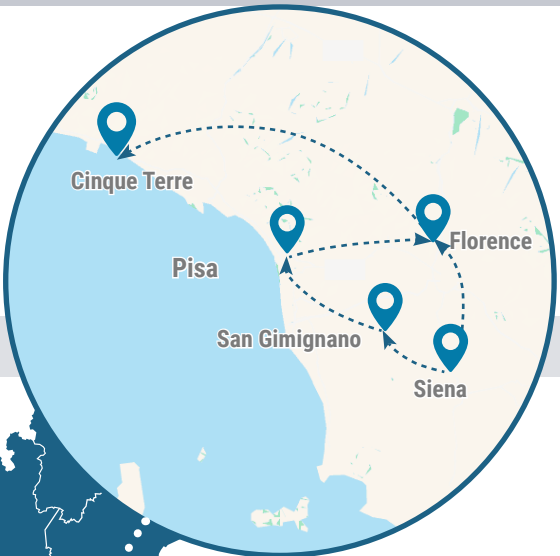 Cinque Terre
Florence
Pisa
San Gimignano
Siena